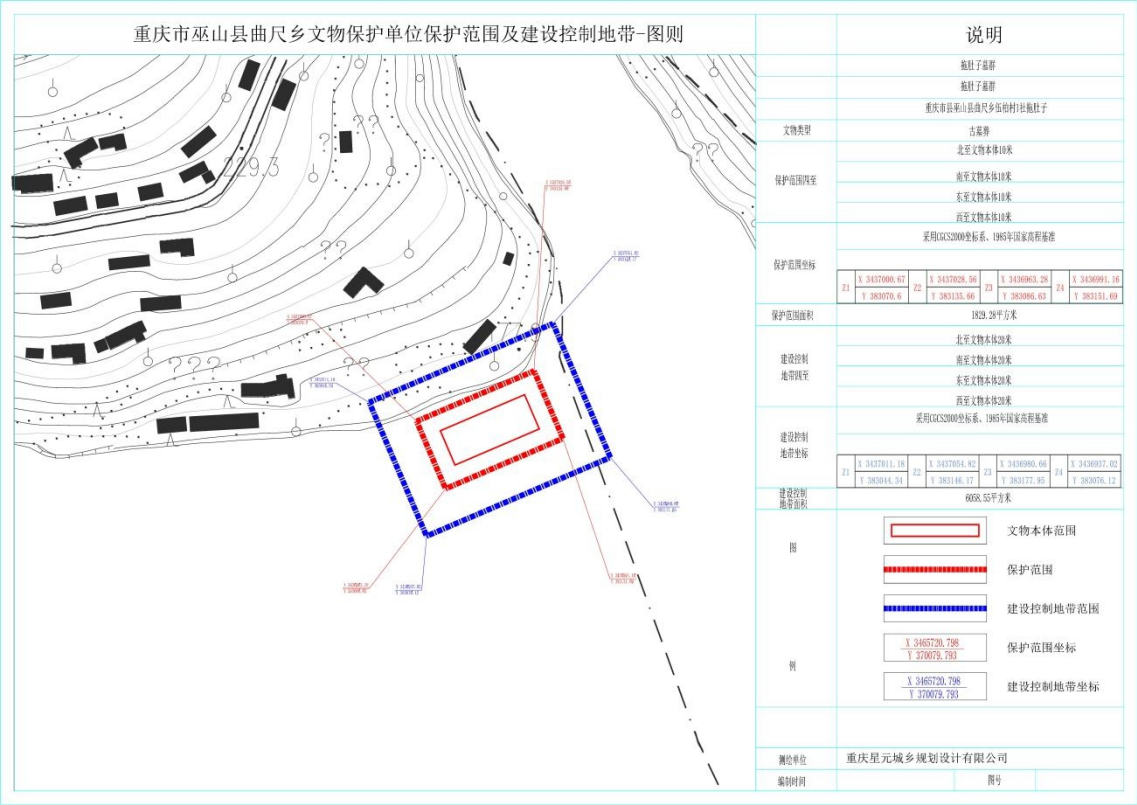 重庆市巫山县曲尺乡文物保护单位保护范围及建设控制地带-图则
229.3
说明
拖肚子墓群
拖肚子墓群
重庆市县巫山县曲尺乡伍柏村1社拖肚子
文物类型
古墓葬
保护范围四至
北至文物本体10米
南至文物本体10米
东至文物本体10米
西至文物本体10米
保护范围坐标
采用CGCS2000坐标系、1985年国家高程基准
Z1 X 3437000.67 Z2 X 3437028.56 Z3 X 3436963.28 Z4 X 3436991.16
Y 383070.6 Y 383135.66 Y 383086.63 Y 383151.69
保护范围面积
1829.28平方米
建设控制
地带四至
北至文物本体20米
南至文物本体20米
东至文物本体20米
西至文物本体20米
建设控制
地带坐标
采用CGCS2000坐标系、1985年国家高程基准
Z1 X 3437011.18 Z2 X 3437054.82 Z3 X 3436980.66 Z4 X 3436937.02
Y 383044.34 Y 383146.17 Y 383177.95 Y 383076.12
建设控制
地带面积
6058.55平方米
图
例
文物本体范围
保护范围
建设控制地带范围
X 3465720.798
Y 370079.793
保护范围坐标
X 3465720.798
Y 370079.793
建设控制地带坐标
测绘单位
重庆星元城乡规划设计有限公司
编制时间
图号